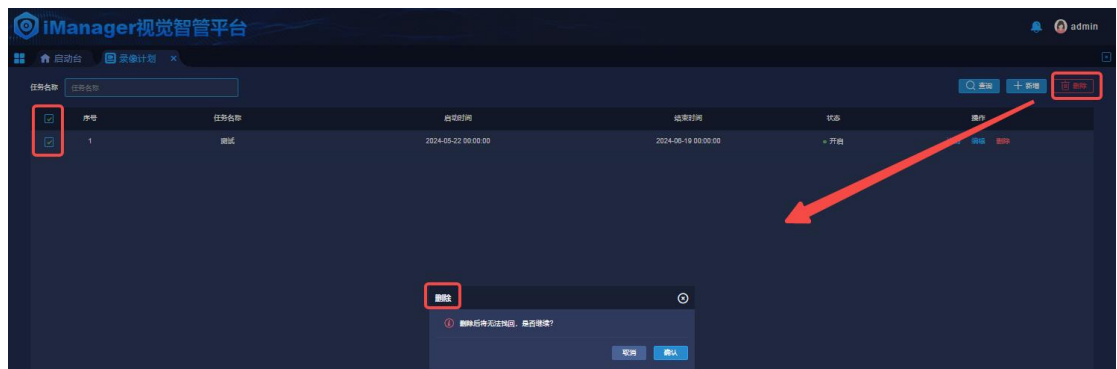 iManager视觉智管平台
admin
启动台 录像计划 ×
任务名称 任务名称 查询 新增 删除
序号 任务名称 启动时间 结束时间 状态 操作
1 测试 2024-05-22 00:00:00 2024-06-19 00:00:00 开启 编辑 删除
删除
删除后将无法找回，是否继续？
取消 确认